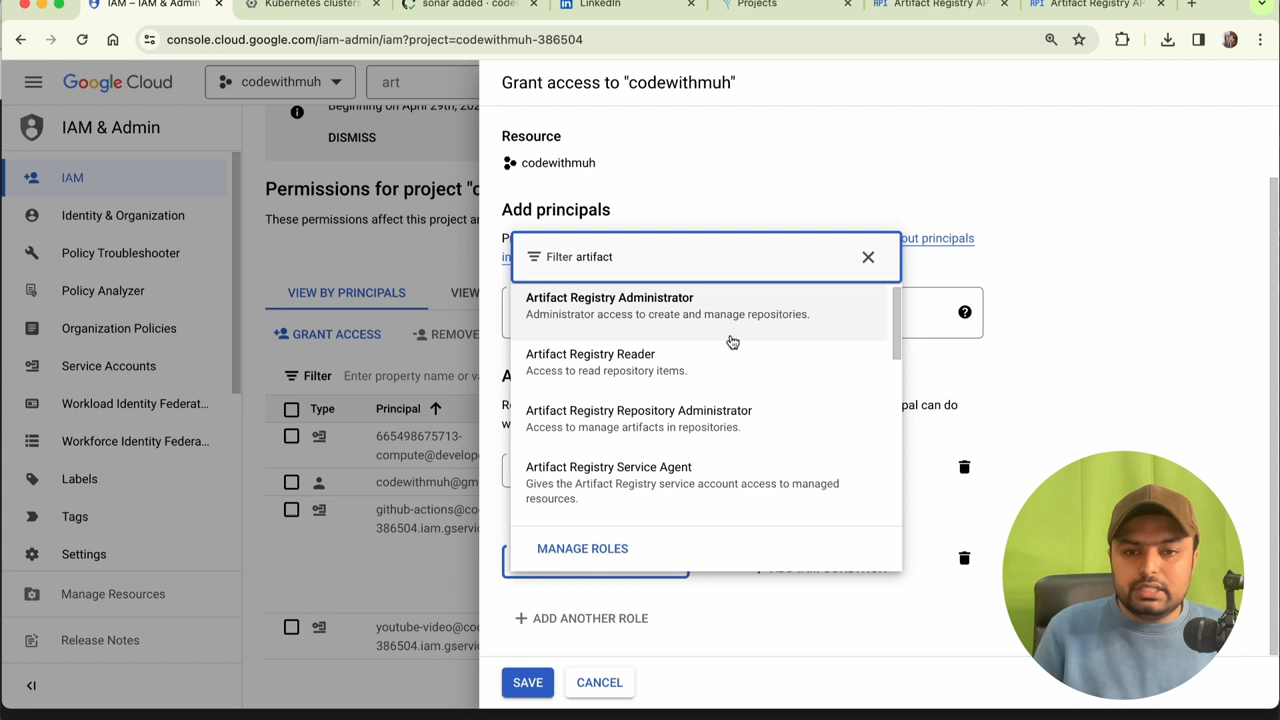 IAM – IAM & Admin
Kubernetes clusters
sonar added · code
LinkedIn
Projects
Artifact Registry AP
Artifact Registry AP
console.cloud.google.com/iam-admin/iam?project=codewithmuh-386504
Google Cloud
codewithmuh
art
Grant access to "codewithmuh"
IAM & Admin
Beginning on April 29th, 202
DISMISS
Resource
codewithmuh
IAM
Identity & Organization
Policy Troubleshooter
Policy Analyzer
Organization Policies
Service Accounts
Workload Identity Federat...
Workforce Identity Federa...
Labels
Tags
Settings
Manage Resources
Release Notes
Permissions for project "c
These permissions affect this project an
VIEW BY PRINCIPALS
VIEW
GRANT ACCESS
REMOVE
Filter Enter property name or va
Type Principal
665498675713-
compute@develope
codewithmuh@gm
github-actions@co
386504.iam.gservic
youtube-video@coc
386504.iam.gservic
Add principals
out principals
in
Filter artifact
Artifact Registry Administrator
Administrator access to create and manage repositories.
Artifact Registry Reader
Access to read repository items.
Artifact Registry Repository Administrator
Access to manage artifacts in repositories.
Artifact Registry Service Agent
Gives the Artifact Registry service account access to managed
resources.
MANAGE ROLES
pal can do
ADD ANOTHER ROLE
SAVE
CANCEL